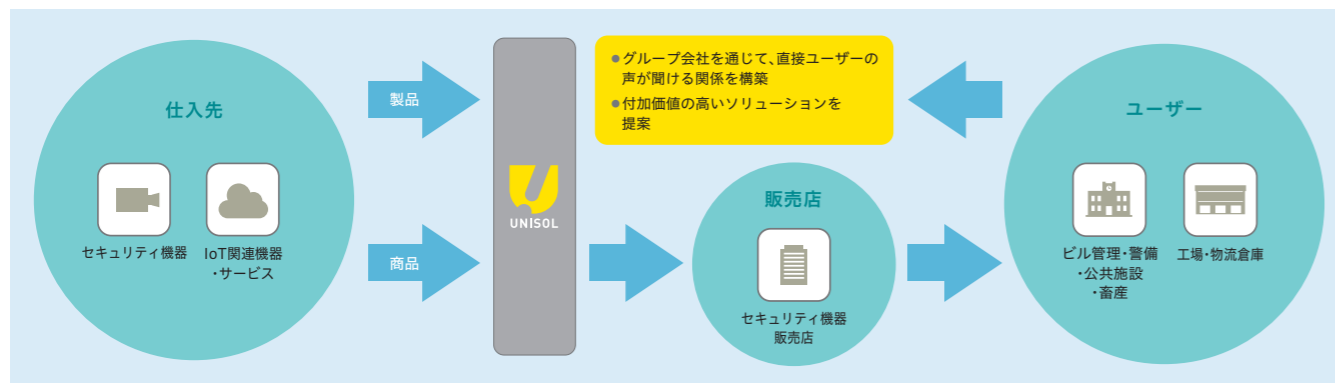 仕入先
セキュリティ機器
IoT関連機器
・サービス
製品
商品
UNISOL
●グループ会社を通じて、直接ユーザーの
声が聞ける関係を構築
●付加価値の高いソリューションを
提案
販売店
セキュリティ機器
販売店
ユーザー
ビル管理・警備
・公共施設
・畜産
工場・物流倉庫